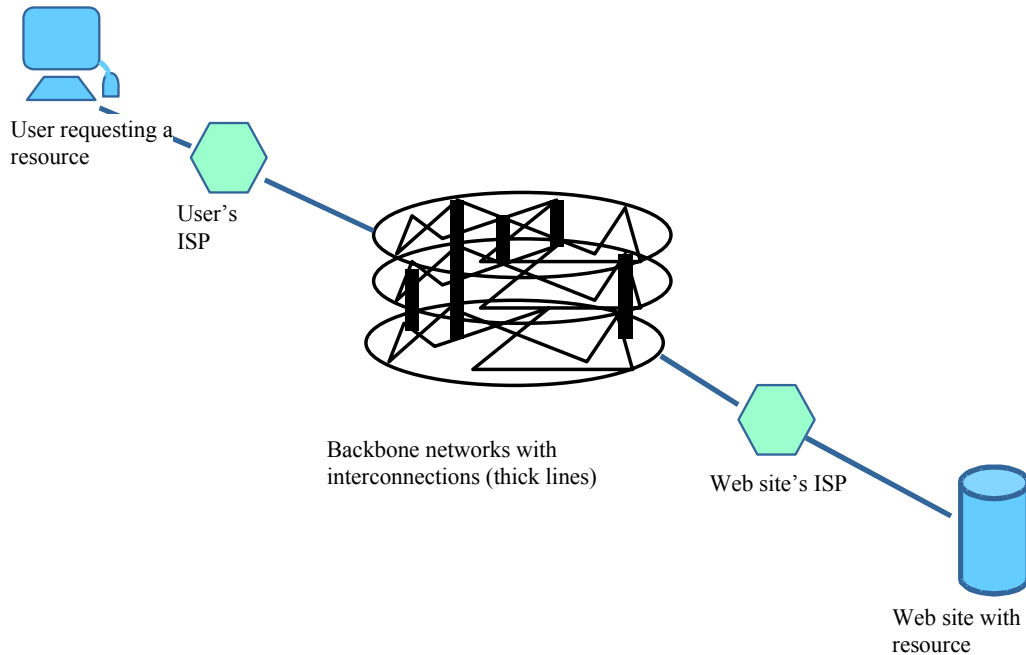 User requesting a
resource
User's
ISP
Backbone networks with
interconnections (thick lines)
Web site's ISP
Web site with
resource